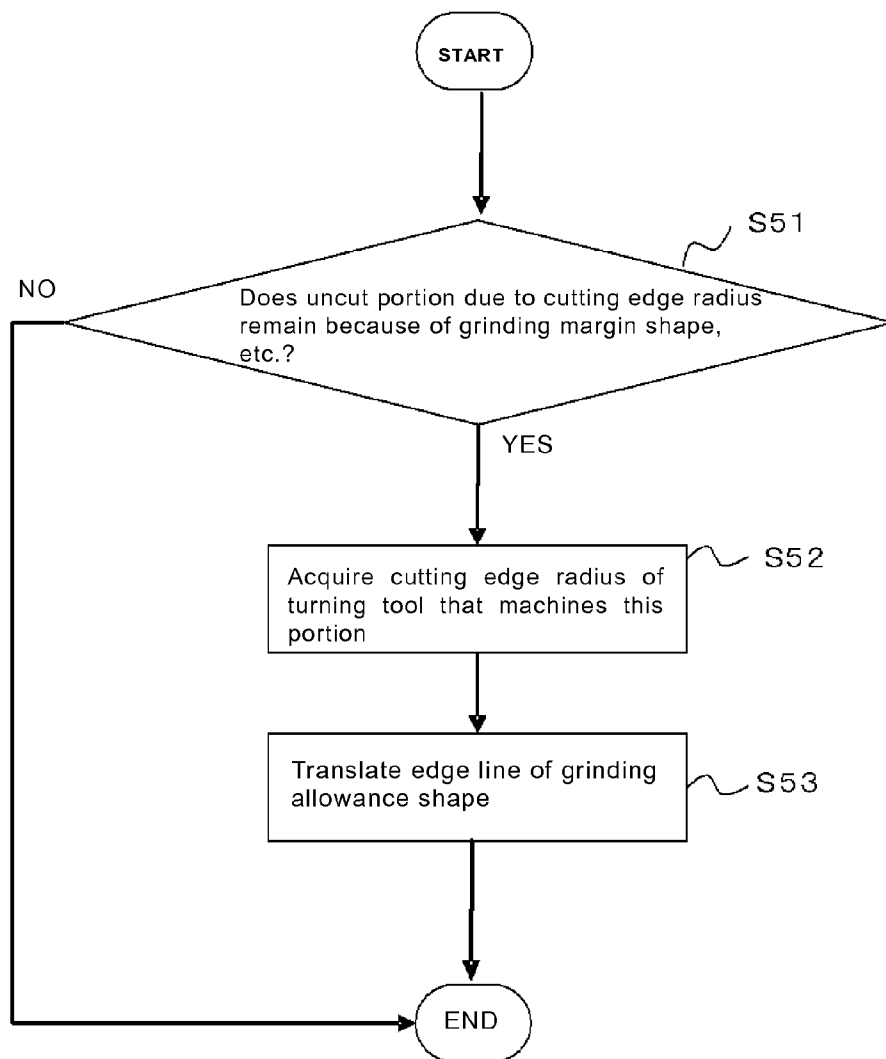 START
S51
NO
Does uncut portion due to cutting edge radius
remain because of grinding margin shape,
etc.?
YES
S52
Acquire cutting edge radius of
turning tool that machines this
portion
Translate edge line of grinding
allowance shape
S53
END